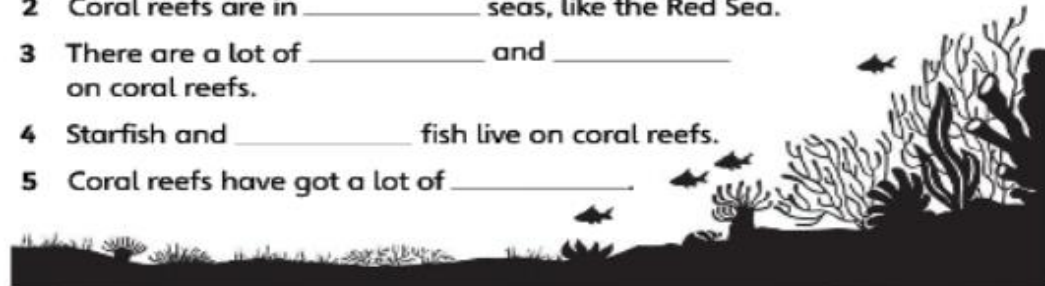 2 Coral reefs are in ____________ seas, like the Red Sea.
3 There are a lot of ____________ and ____________
on coral reefs.
4 Starfish and ____________ fish live on coral reefs.
5 Coral reefs have got a lot of ____________.